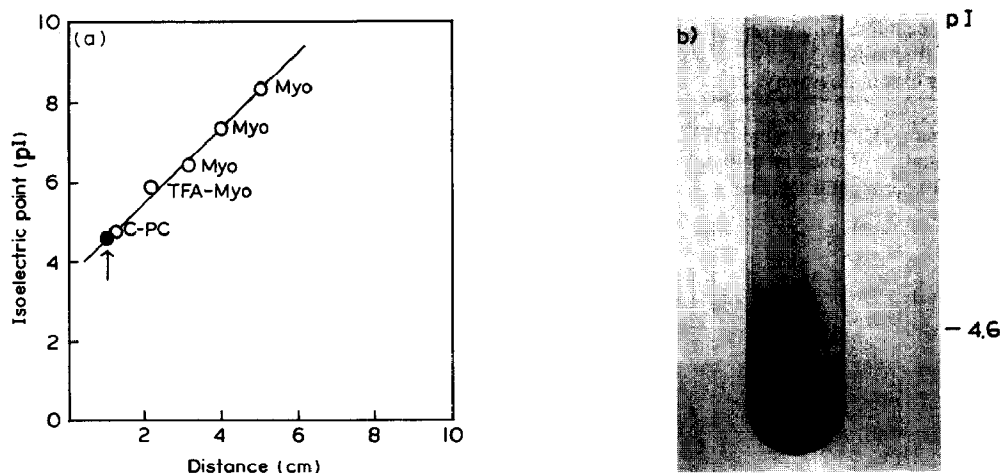 (a)
10
8
6
4
2
0
Isoelectric point (pI)
Myo
Myo
Myo
TFA-Myo
C-PC
2
4
6
8
10
Distance (cm)
b)
pI
– 4.6